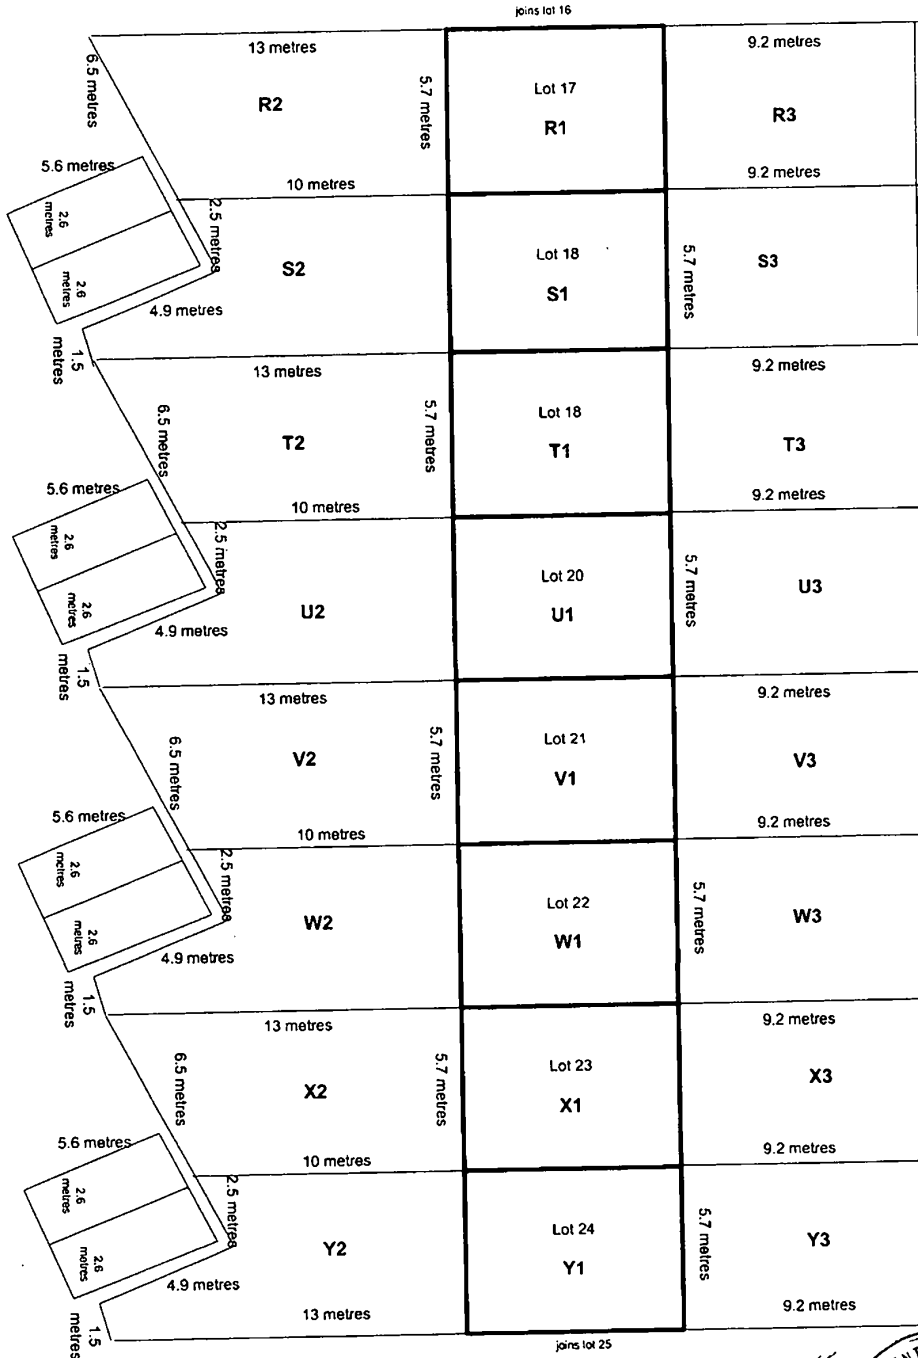 joins lot 16
13 metres
9.2 metres
6.5 metres
R2
5.7 metres
Lot 17
R1
R3
5.6 metres
10 metres
9.2 metres
2.6 metres
2.6 metres
2.5 metres
S2
Lot 18
S1
5.7 metres
S3
4.9 metres
1.5 metres
13 metres
9.2 metres
6.5 metres
T2
5.7 metres
Lot 18
T1
T3
5.6 metres
10 metres
9.2 metres
2.6 metres
2.6 metres
2.5 metres
U2
Lot 20
U1
5.7 metres
U3
4.9 metres
1.5 metres
13 metres
9.2 metres
6.5 metres
V2
5.7 metres
Lot 21
V1
V3
5.6 metres
10 metres
9.2 metres
2.6 metres
2.6 metres
2.5 metres
W2
Lot 22
W1
5.7 metres
W3
4.9 metres
1.5 metres
13 metres
9.2 metres
6.5 metres
X2
5.7 metres
Lot 23
X1
X3
5.6 metres
10 metres
9.2 metres
2.6 metres
2.6 metres
2.5 metres
Y2
Lot 24
Y1
5.7 metres
Y3
4.9 metres
1.5 metres
13 metres
9.2 metres
joins lot 25